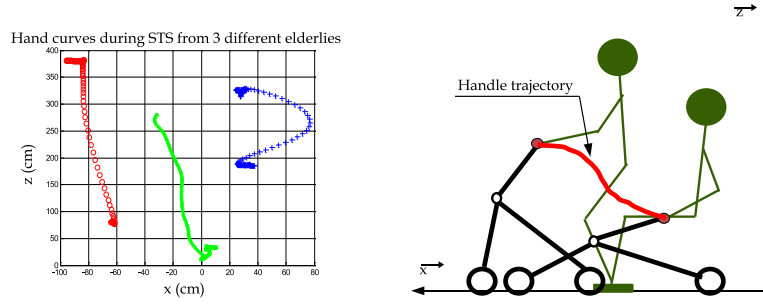 Hand curves during STS from 3 different elderlies
400
350
300
250
200
150
100
50
0
z (cm)
-100 -80 -60 -40 -20 0 20 40 60 80
x (cm)
z
Handle trajectory
x